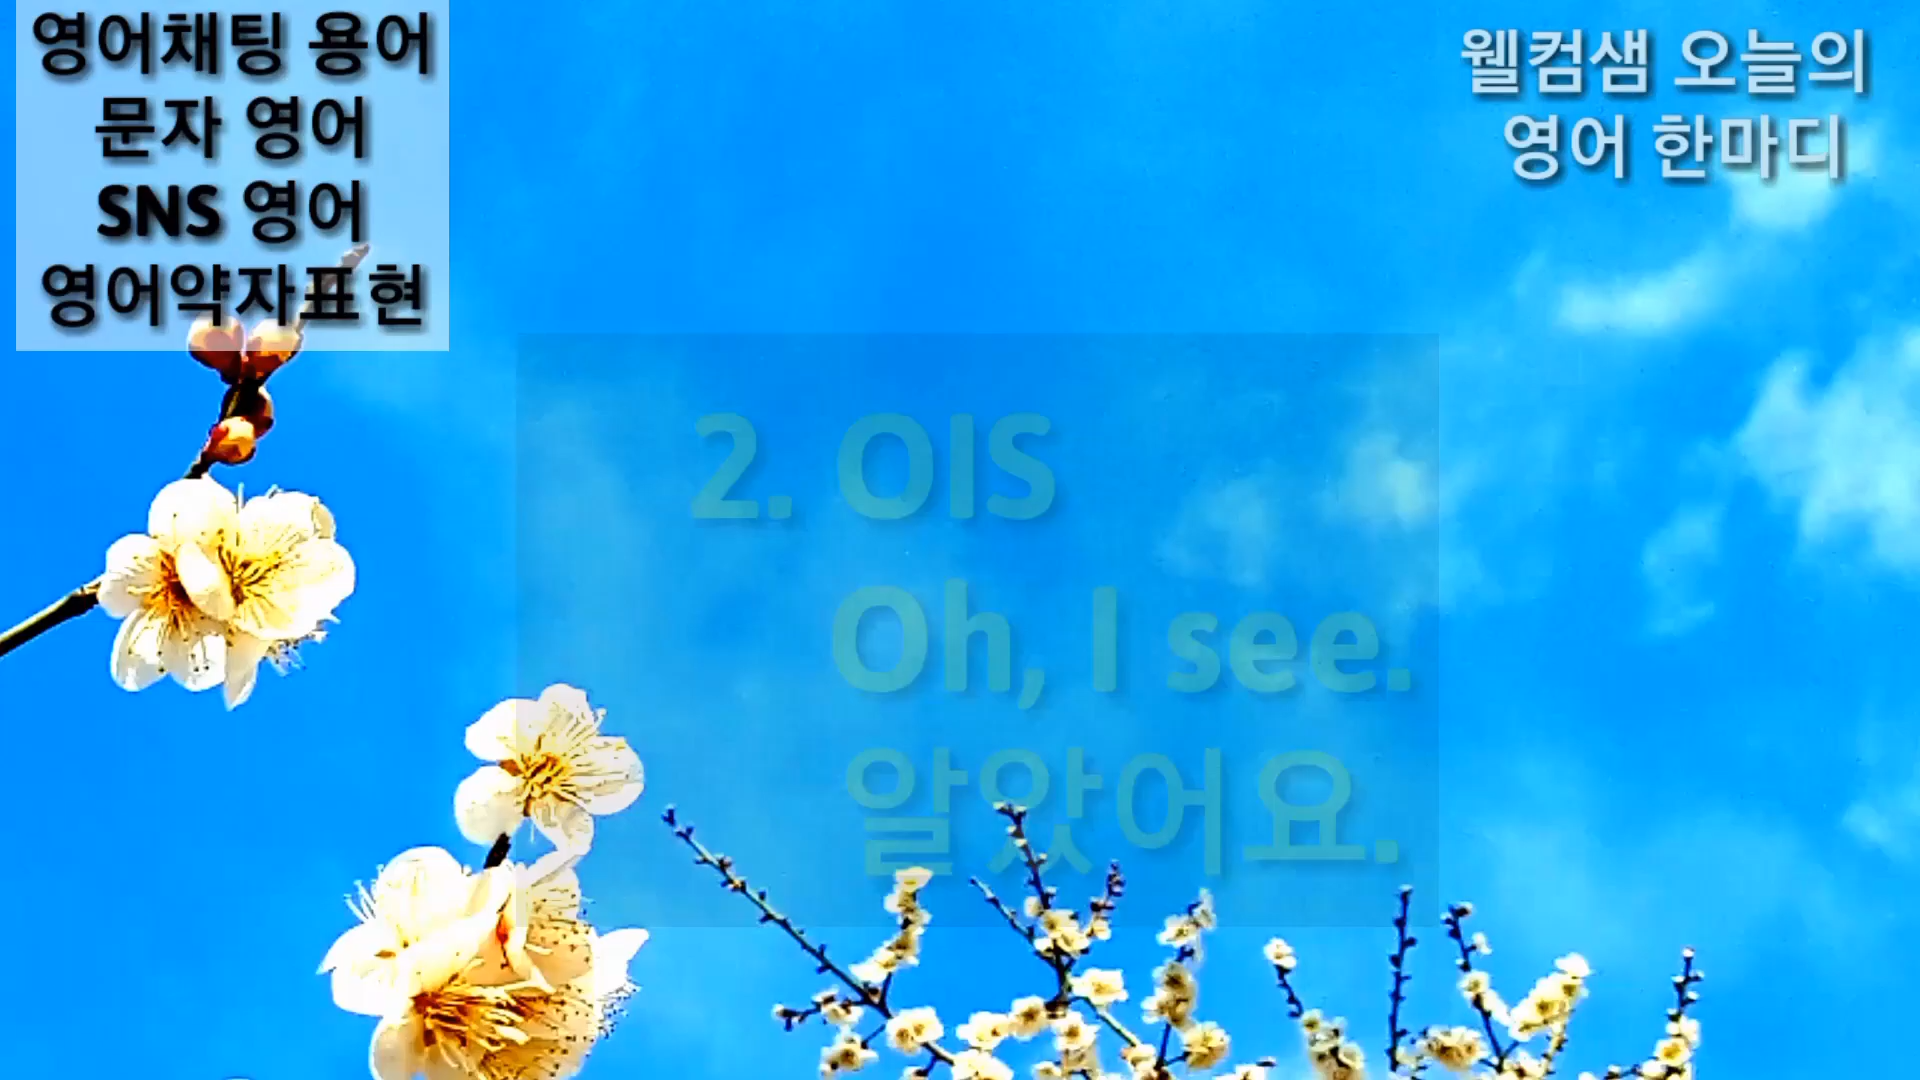 영어채팅 용어
문자 영어
SNS 영어
영어약자표현
웰컴샘 오늘의
영어 한마디
2. OIS
Oh, I see.
알았어요.